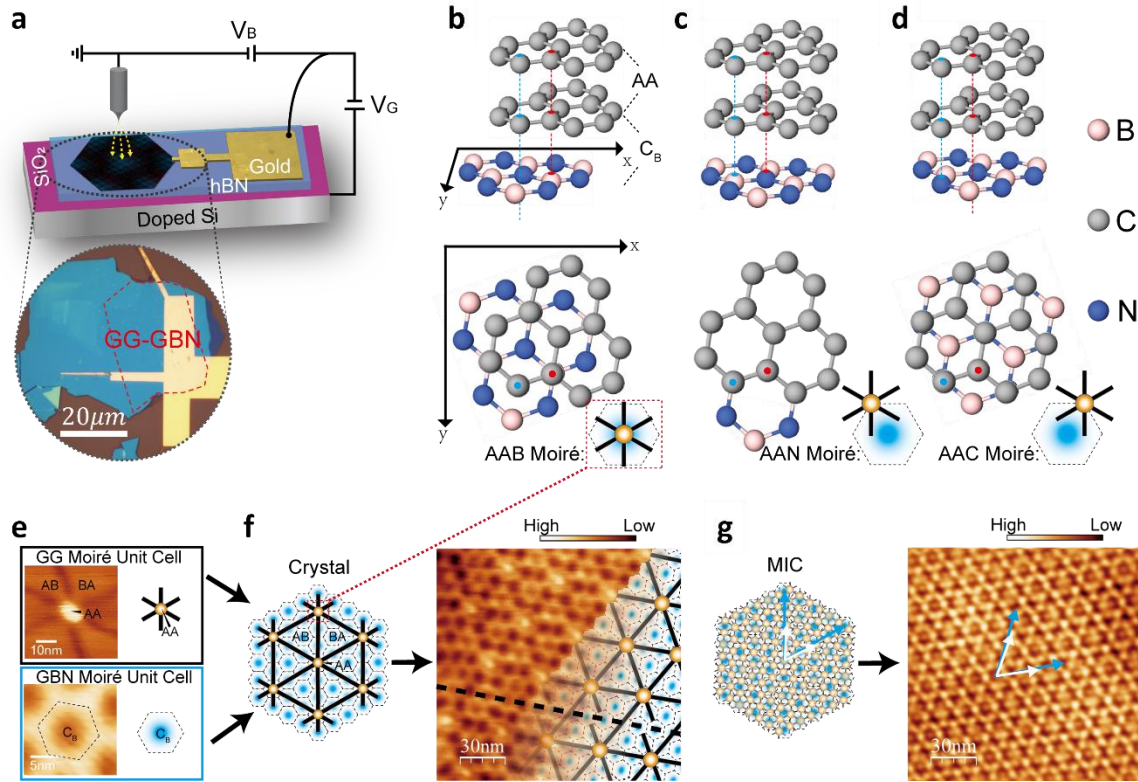 a
V_B
V_G
SiO₂
Gold
hBN
Doped Si
GG-GBN
20μm
b
AA
x
C_B
y
x
y
AAB Moiré:
c
AAN Moiré:
d
AAC Moiré:
B
C
N
e
GG Moiré Unit Cell
AB
BA
AA
AA
10nm
GBN Moiré Unit Cell
C_B
C_B
5nm
f
Crystal
AB
BA
AA
High
Low
30nm
g
MIC
High
Low
30nm